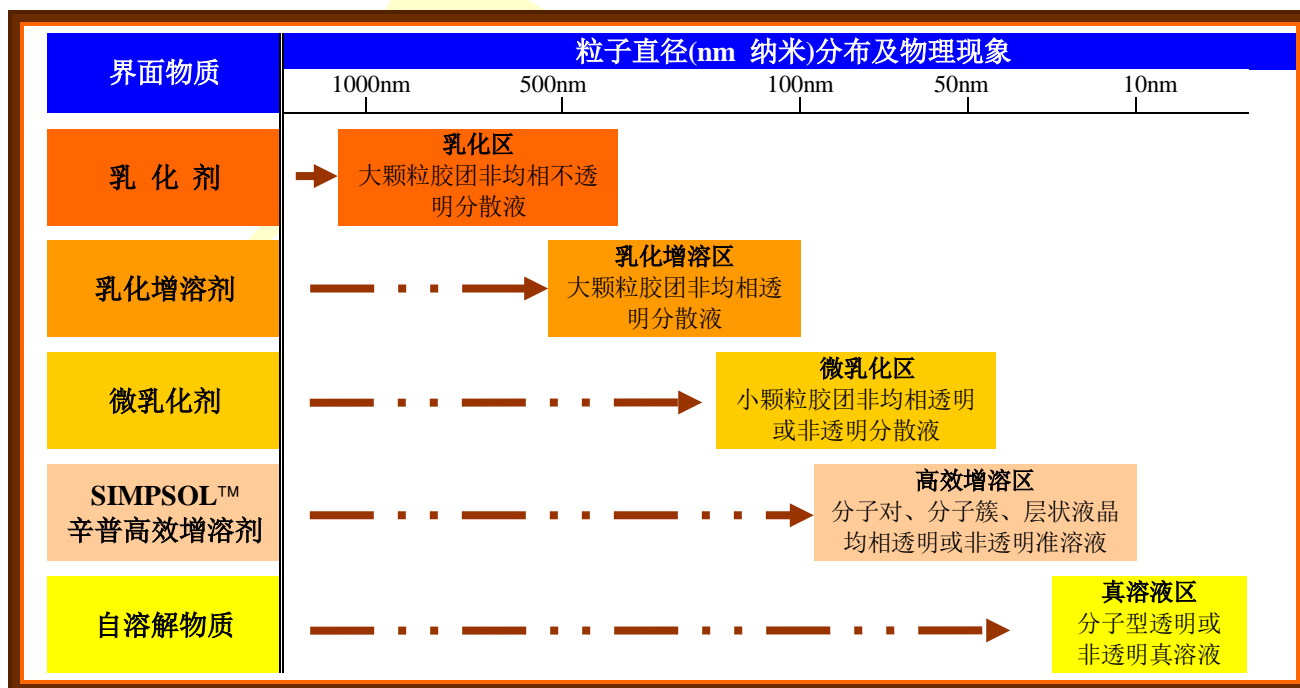 界面物质
粒子直径(nm 纳米)分布及物理现象
1000nm 500nm 100nm 50nm 10nm
乳 化 剂
乳化区
大颗粒胶团非均相不透
明分散液
乳化增溶剂
乳化增溶区
大颗粒胶团非均相透
明分散液
微乳化剂
微乳化区
小颗粒胶团非均相透明
或非透明分散液
SIMPSOL™
辛普高效增溶剂
高效增溶区
分子对、分子簇、层状液晶
均相透明或非透明准溶液
自溶解物质
真溶液区
分子型透明或
非透明真溶液